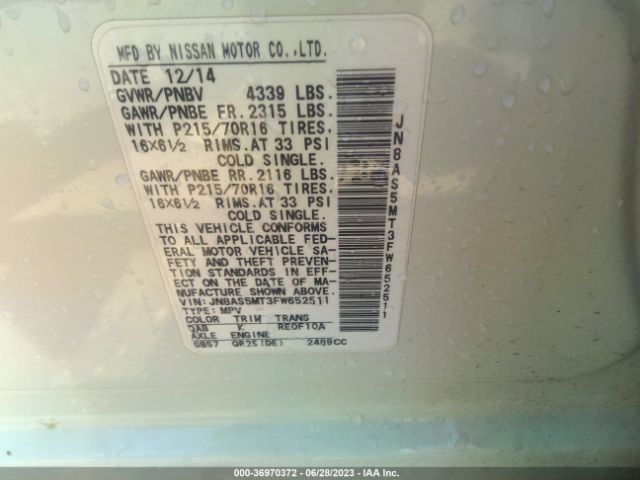 MFD BY NISSAN MOTOR CO.,LTD.
DATE 12/14
GVWR/PNBV 4339 LBS.
GAWR/PNBE FR. 2315 LBS.
WITH P215/70R16 TIRES.
16X6½ RIMS. AT 33 PSI
COLD SINGLE.
GAWR/PNBE RR. 2116 LBS.
WITH P215/70R16 TIRES.
16X6½ RIMS. AT 33 PSI
COLD SINGLE.
THIS VEHICLE CONFORMS
TO ALL APPLICABLE FED-
ERAL MOTOR VEHICLE SA-
FETY AND THEFT PREVEN-
TION STANDARDS IN EFF-
ECT ON THE DATE OF MA-
NUFACTURE SHOWN ABOVE.
VIN:JN8AS5MT3FW652511
TYPE: MPV
COLOR TRIM TRANS
QAB K RE0F10A
AXLE ENGINE
GB57 QR25(DE) 2488CC
JN8AS5MT3FW652511
000-36970372 / 06/28/2023 - IAA Inc.